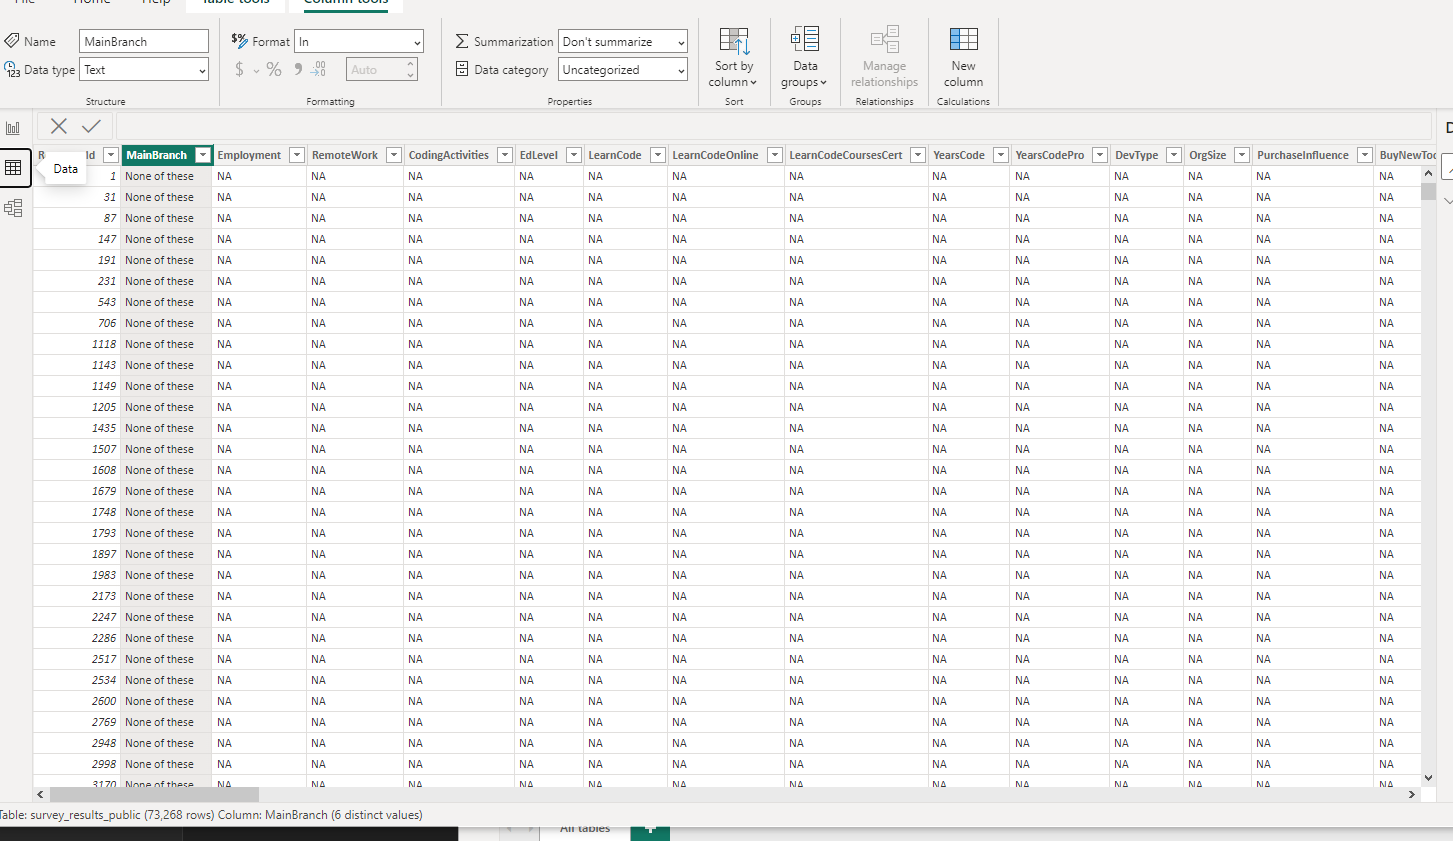 File Home Help Table tools Column tools
Name MainBranch $% Format In Summarization Don't summarize Sort by column Data groups Manage relationships New column
123 Data type Text $ % 9 .00 Auto Data category Uncategorized
Structure Formatting Properties Sort Groups Relationships Calculations
Id MainBranch Employment RemoteWork CodingActivities EdLevel LearnCode LearnCodeOnline LearnCodeCoursesCert YearsCode YearsCodePro DevType OrgSize PurchaseInfluence BuyNewToo
Data
1 None of these NA NA NA NA NA NA NA NA NA NA NA NA NA
31 None of these NA NA NA NA NA NA NA NA NA NA NA NA NA
87 None of these NA NA NA NA NA NA NA NA NA NA NA NA NA
147 None of these NA NA NA NA NA NA NA NA NA NA NA NA NA
191 None of these NA NA NA NA NA NA NA NA NA NA NA NA NA
231 None of these NA NA NA NA NA NA NA NA NA NA NA NA NA
543 None of these NA NA NA NA NA NA NA NA NA NA NA NA NA
706 None of these NA NA NA NA NA NA NA NA NA NA NA NA NA
1118 None of these NA NA NA NA NA NA NA NA NA NA NA NA NA
1143 None of these NA NA NA NA NA NA NA NA NA NA NA NA NA
1149 None of these NA NA NA NA NA NA NA NA NA NA NA NA NA
1205 None of these NA NA NA NA NA NA NA NA NA NA NA NA NA
1435 None of these NA NA NA NA NA NA NA NA NA NA NA NA NA
1507 None of these NA NA NA NA NA NA NA NA NA NA NA NA NA
1608 None of these NA NA NA NA NA NA NA NA NA NA NA NA NA
1679 None of these NA NA NA NA NA NA NA NA NA NA NA NA NA
1748 None of these NA NA NA NA NA NA NA NA NA NA NA NA NA
1793 None of these NA NA NA NA NA NA NA NA NA NA NA NA NA
1897 None of these NA NA NA NA NA NA NA NA NA NA NA NA NA
1983 None of these NA NA NA NA NA NA NA NA NA NA NA NA NA
2173 None of these NA NA NA NA NA NA NA NA NA NA NA NA NA
2247 None of these NA NA NA NA NA NA NA NA NA NA NA NA NA
2286 None of these NA NA NA NA NA NA NA NA NA NA NA NA NA
2517 None of these NA NA NA NA NA NA NA NA NA NA NA NA NA
2534 None of these NA NA NA NA NA NA NA NA NA NA NA NA NA
2600 None of these NA NA NA NA NA NA NA NA NA NA NA NA NA
2769 None of these NA NA NA NA NA NA NA NA NA NA NA NA NA
2948 None of these NA NA NA NA NA NA NA NA NA NA NA NA NA
2998 None of these NA NA NA NA NA NA NA NA NA NA NA NA NA
3170 None of these NA NA NA NA NA NA NA NA NA NA NA NA NA
Table: survey_results_public (73,268 rows) Column: MainBranch (6 distinct values)
All tables